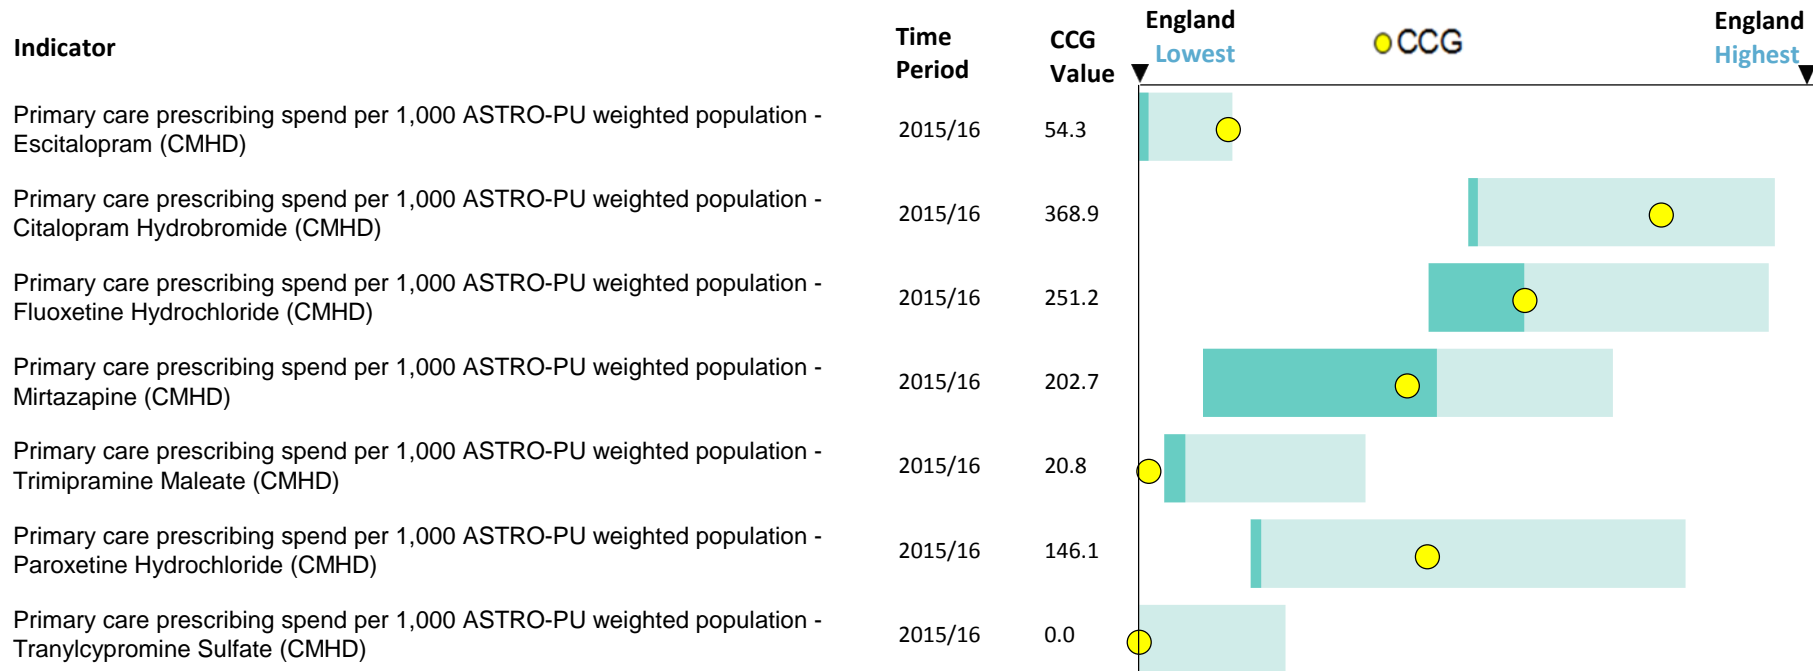 Indicator
Time Period
CCG Value
England Lowest
CCG
England Highest
Primary care prescribing spend per 1,000 ASTRO-PU weighted population -
Escitalopram (CMHD)
2015/16
54.3
Primary care prescribing spend per 1,000 ASTRO-PU weighted population -
Citalopram Hydrobromide (CMHD)
2015/16
368.9
Primary care prescribing spend per 1,000 ASTRO-PU weighted population -
Fluoxetine Hydrochloride (CMHD)
2015/16
251.2
Primary care prescribing spend per 1,000 ASTRO-PU weighted population -
Mirtazapine (CMHD)
2015/16
202.7
Primary care prescribing spend per 1,000 ASTRO-PU weighted population -
Trimipramine Maleate (CMHD)
2015/16
20.8
Primary care prescribing spend per 1,000 ASTRO-PU weighted population -
Paroxetine Hydrochloride (CMHD)
2015/16
146.1
Primary care prescribing spend per 1,000 ASTRO-PU weighted population -
Tranylcypromine Sulfate (CMHD)
2015/16
0.0